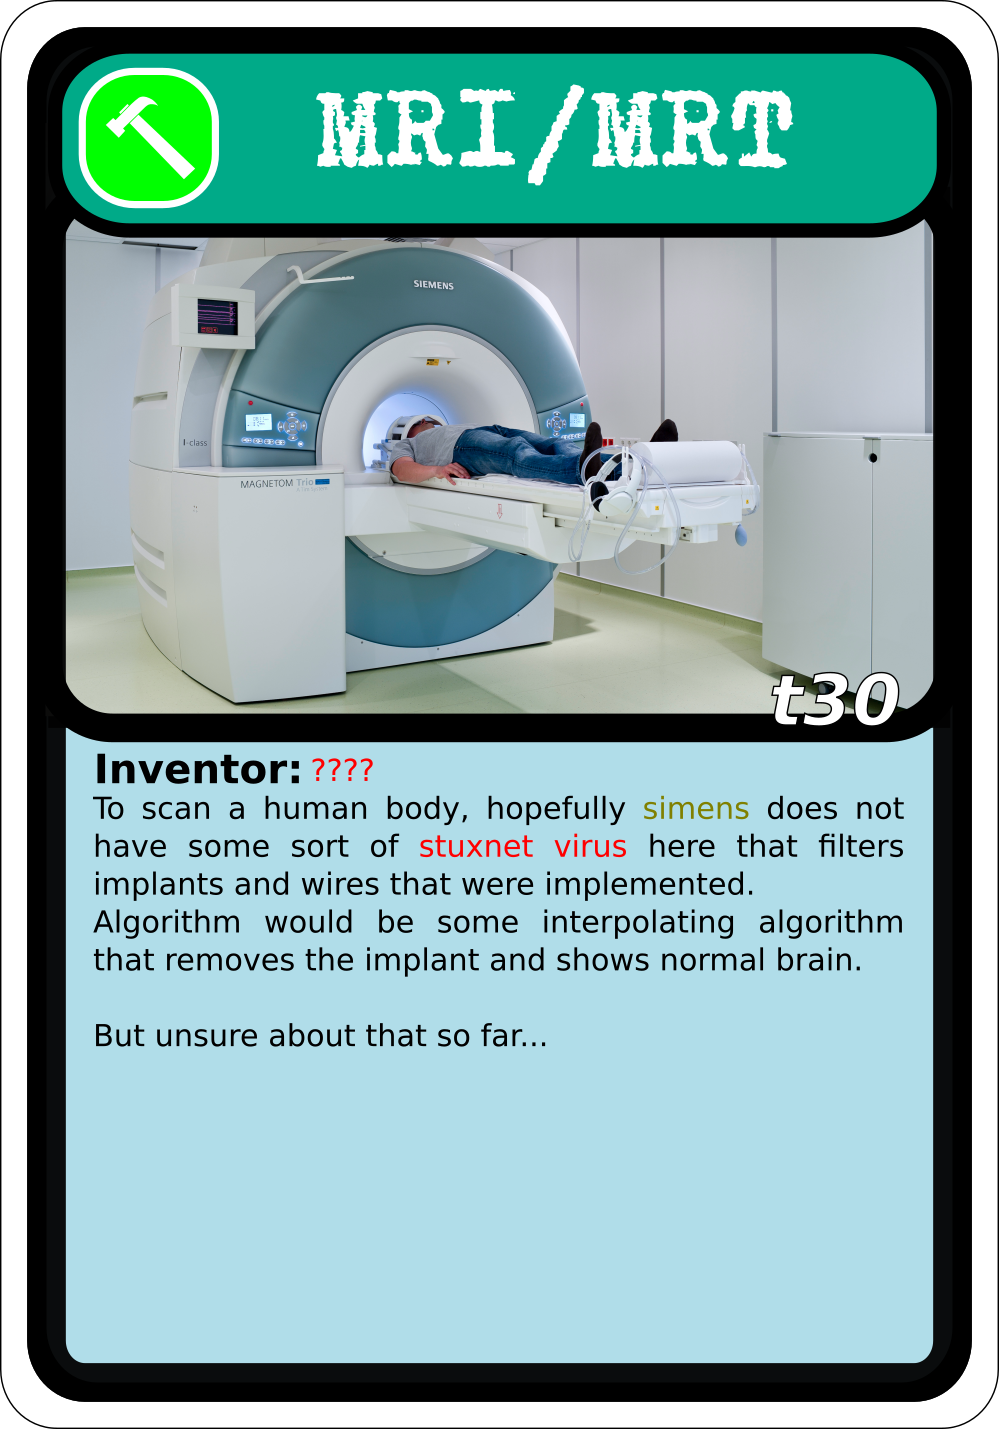 MRI/MRT
SIEMENS
i-class
MAGNETOM Trio
t30
Inventor: ????
To scan a human body, hopefully simens does not
have some sort of stuxnet virus here that filters
implants and wires that were implemented.
Algorithm would be some interpolating algorithm
that removes the implant and shows normal brain.
But unsure about that so far...